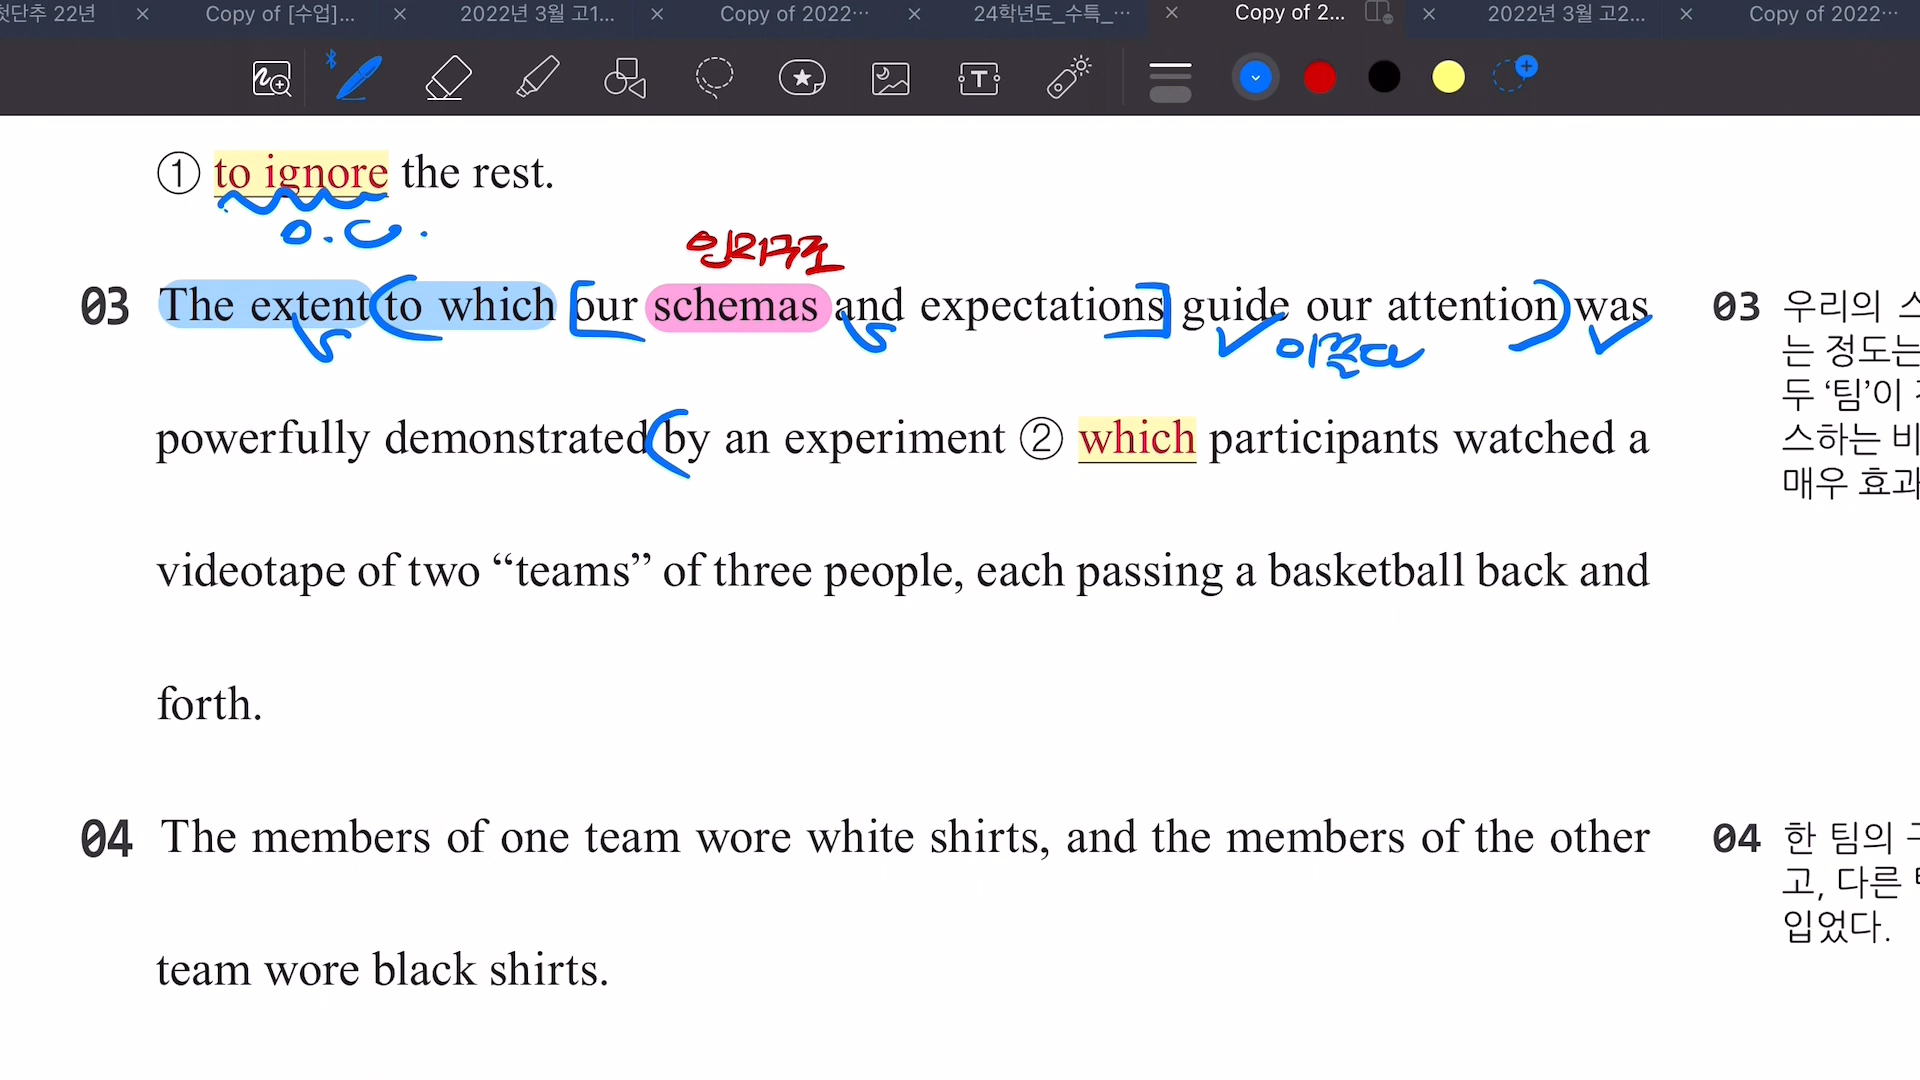 첫단추 22년 Copy of [수업]... 2022년 3월 고1... Copy of 2022... 24학년도_수특_... Copy of 2... 2022년 3월 고2... Copy of 2022...
① to ignore the rest.
O.C.
인지구조
03 The extent to which our schemas and expectations guide our attention was
S S 이끌다
powerfully demonstrated by an experiment ② which participants watched a
videotape of two “teams” of three people, each passing a basketball back and
forth.
04 The members of one team wore white shirts, and the members of the other
team wore black shirts.
03 우리의
는 정도는
두 ‘팀’이
스하는
매우
04 한 팀의
고, 다른
입었다.